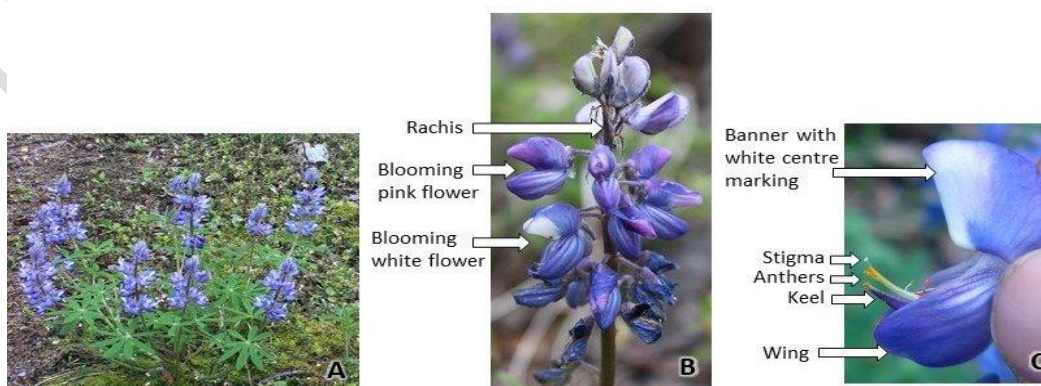 A
Rachis
Blooming
pink flower
Blooming
white flower
B
Banner with
white centre
marking
Stigma
Anthers
Keel
Wing
C